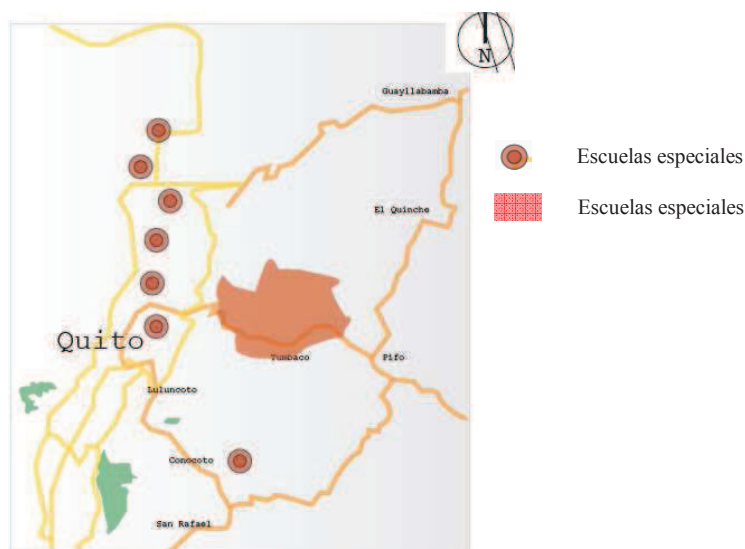 N
Guayllabamba
Escuelas especiales
El Quinche
Escuelas especiales
Quito
Tumbaco
Pifo
Luluncoto
Conocoto
San Rafael